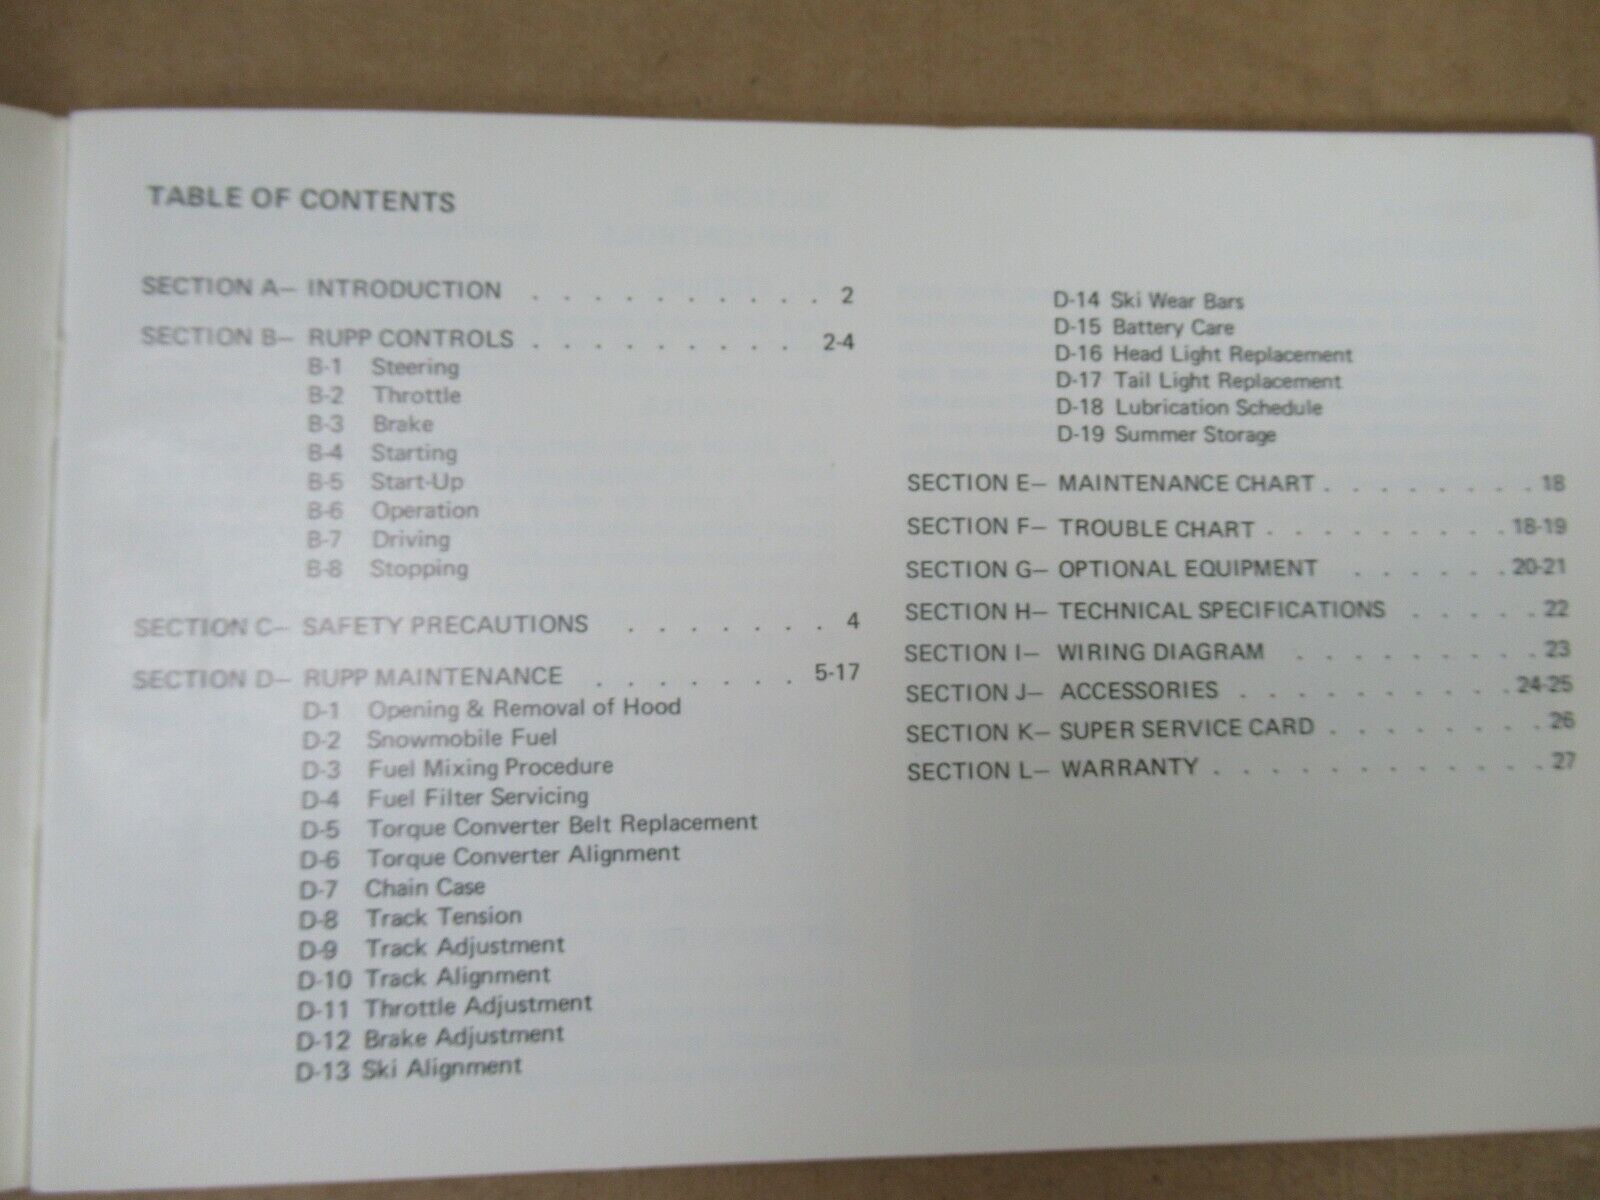 TABLE OF CONTENTS
SECTION A— INTRODUCTION . . . . . . . . . . . 2
SECTION B— RUPP CONTROLS . . . . . . . . . . 2-4
B-1 Steering
B-2 Throttle
B-3 Brake
B-4 Starting
B-5 Start-Up
B-6 Operation
B-7 Driving
B-8 Stopping
SECTION C— SAFETY PRECAUTIONS . . . . . . . 4
SECTION D— RUPP MAINTENANCE . . . . . . . 5-17
D-1 Opening & Removal of Hood
D-2 Snowmobile Fuel
D-3 Fuel Mixing Procedure
D-4 Fuel Filter Servicing
D-5 Torque Converter Belt Replacement
D-6 Torque Converter Alignment
D-7 Chain Case
D-8 Track Tension
D-9 Track Adjustment
D-10 Track Alignment
D-11 Throttle Adjustment
D-12 Brake Adjustment
D-13 Ski Alignment
D-14 Ski Wear Bars
D-15 Battery Care
D-16 Head Light Replacement
D-17 Tail Light Replacement
D-18 Lubrication Schedule
D-19 Summer Storage
SECTION E— MAINTENANCE CHART . . . . . . . . 18
SECTION F— TROUBLE CHART . . . . . . . . . 18-19
SECTION G— OPTIONAL EQUIPMENT . . . . . . 20-21
SECTION H— TECHNICAL SPECIFICATIONS . . . . . 22
SECTION I— WIRING DIAGRAM . . . . . . . . . 23
SECTION J— ACCESSORIES . . . . . . . . . . 24-25
SECTION K— SUPER SERVICE CARD . . . . . . . . 26
SECTION L— WARRANTY . . . . . . . . . . . . 27